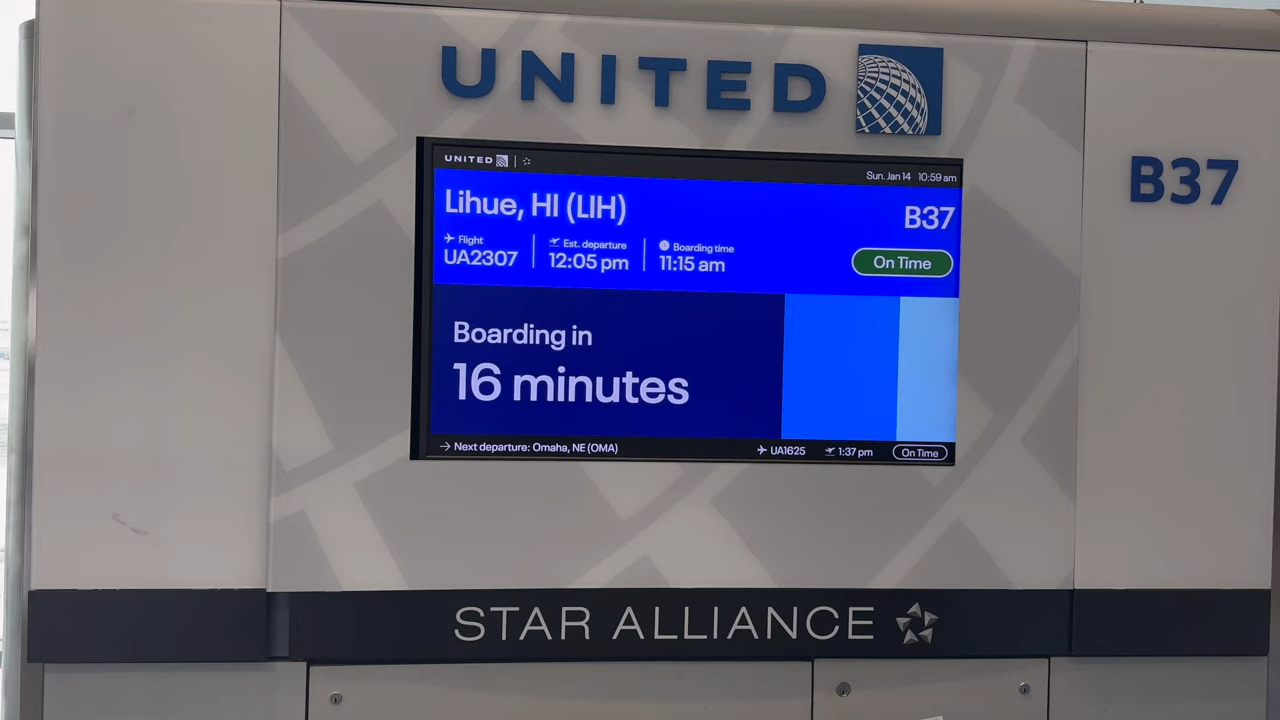 UNITED
B37
UNITED
Sun. Jan 14 10:59 am
Lihue, HI (LIH)
B37
Flight
UA2307
Est. departure
12:05 pm
Boarding time
11:15 am
On Time
Boarding in
16 minutes
→ Next departure: Omaha, NE (OMA) UA1625 1:37 pm On Time
STAR ALLIANCE